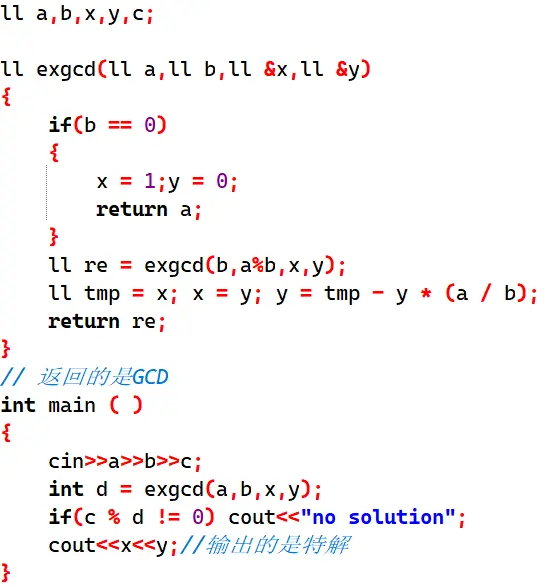 ll a,b,x,y,c;
ll exgcd(ll a,ll b,ll &x,ll &y)
{
    if(b == 0)
    {
        x = 1;y = 0;
        return a;
    }
    ll re = exgcd(b,a%b,x,y);
    ll tmp = x; x = y; y = tmp - y * (a / b);
    return re;
}
// 返回的是GCD
int main ( )
{
    cin>>a>>b>>c;
    int d = exgcd(a,b,x,y);
    if(c % d != 0) cout<<"no solution";
    cout<<x<<y;//输出的是特解
}